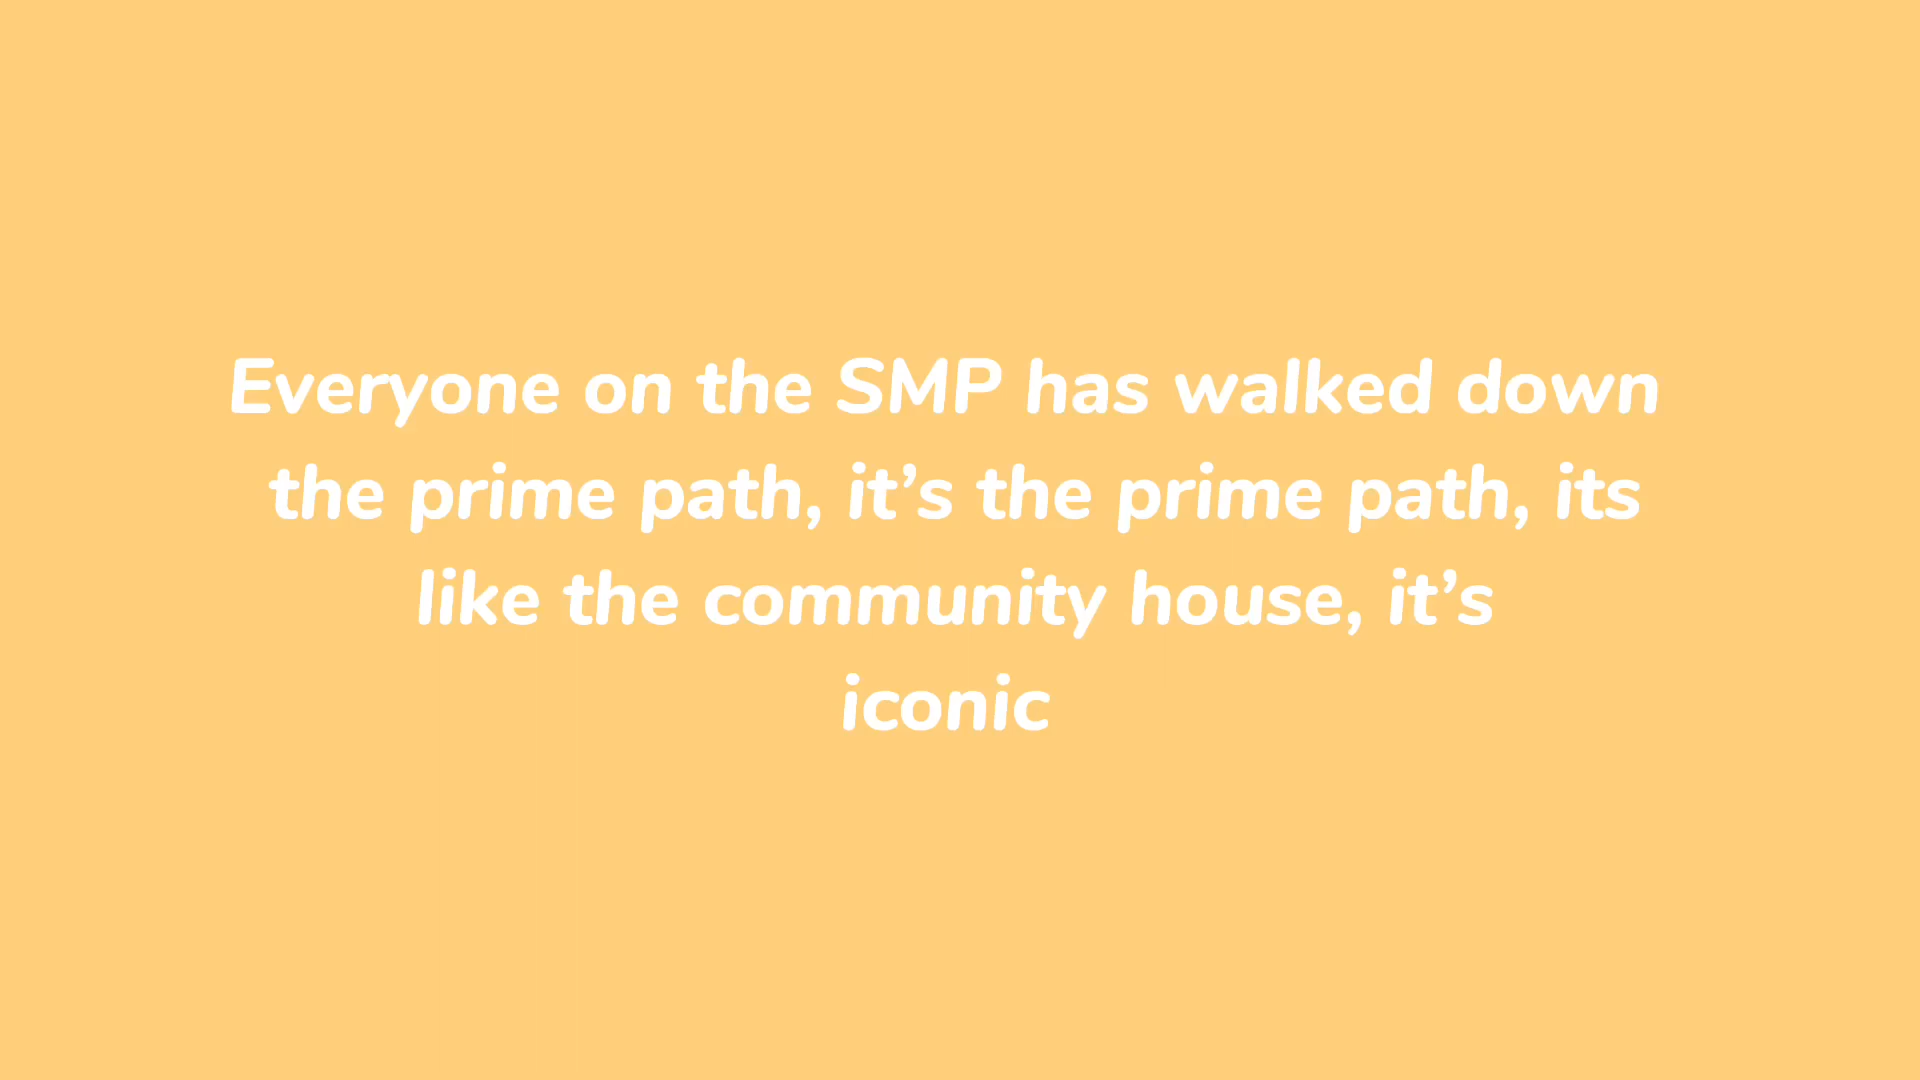 Everyone on the SMP has walked down
the prime path, it’s the prime path, its
like the community house, it’s
iconic